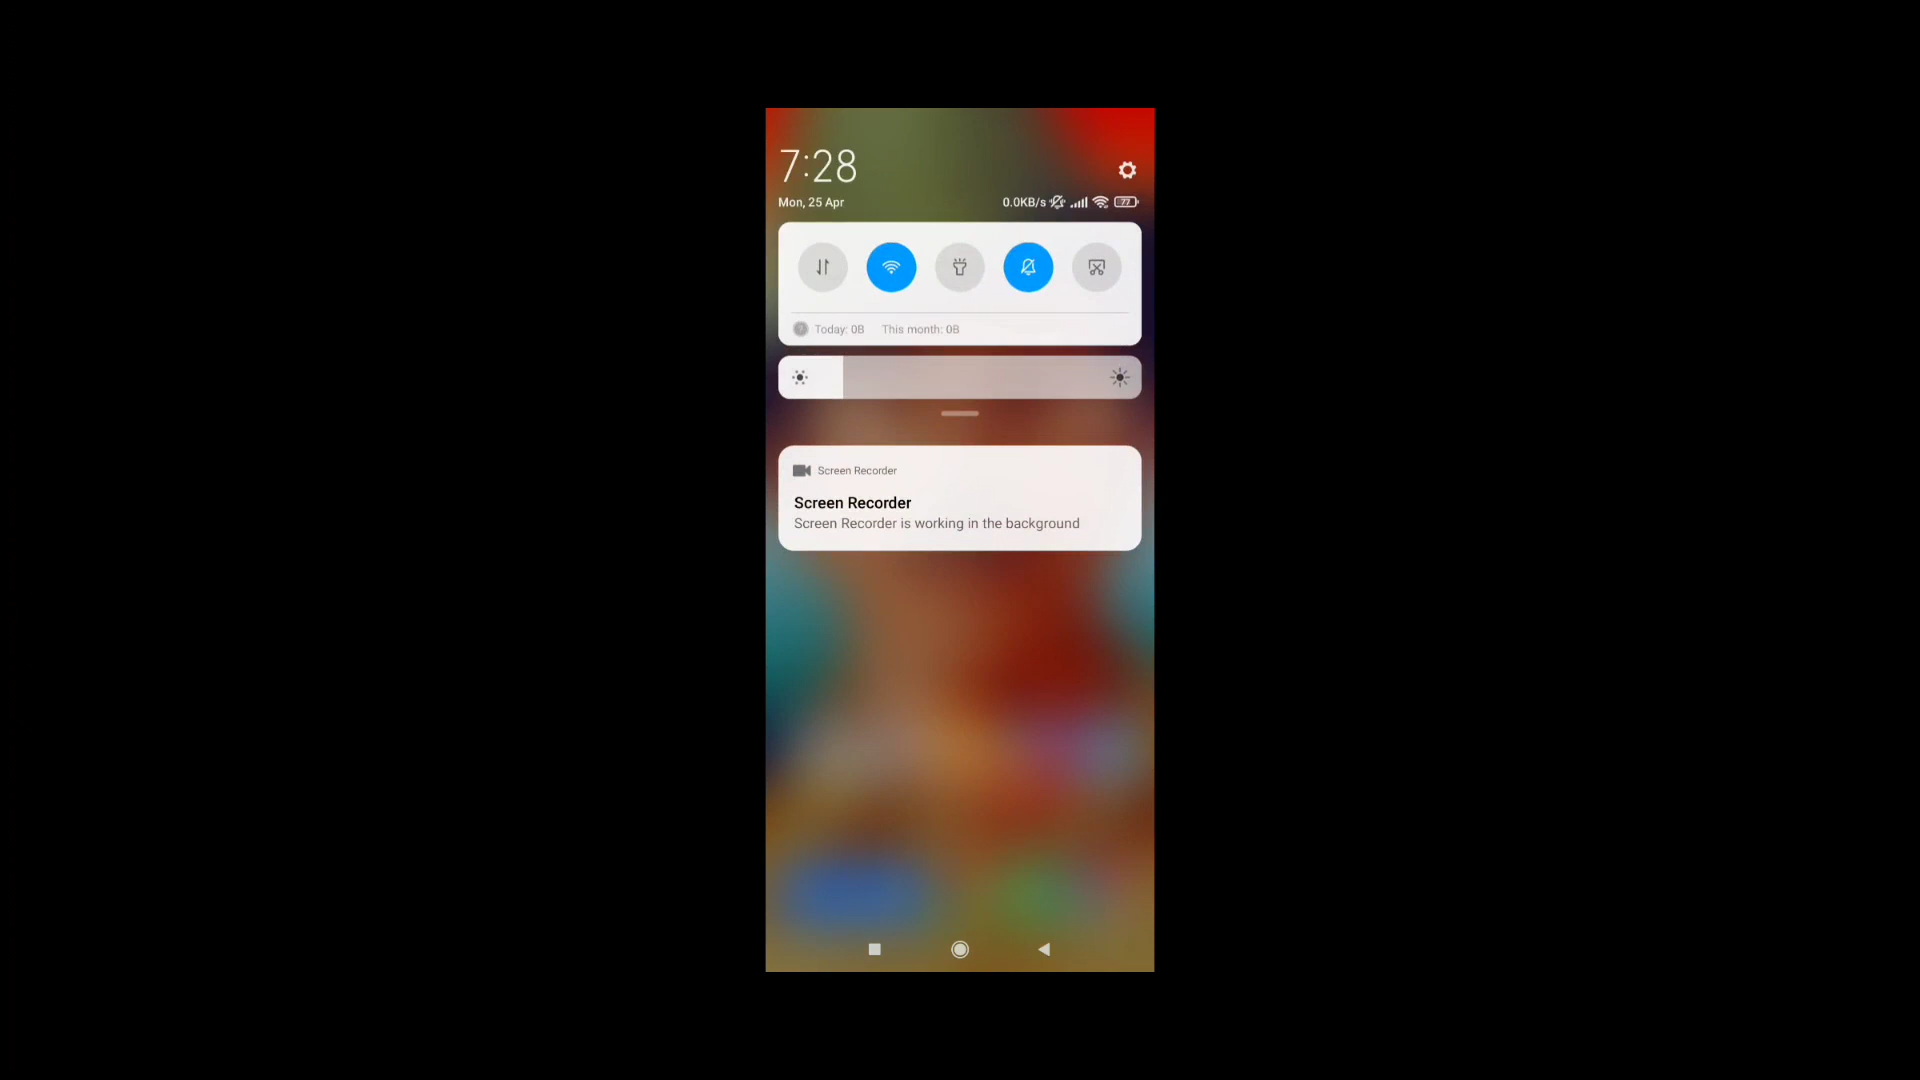 7:28
Mon, 25 Apr
0.0KB/s
77
Today: 0B This month: 0B
Screen Recorder
Screen Recorder
Screen Recorder is working in the background